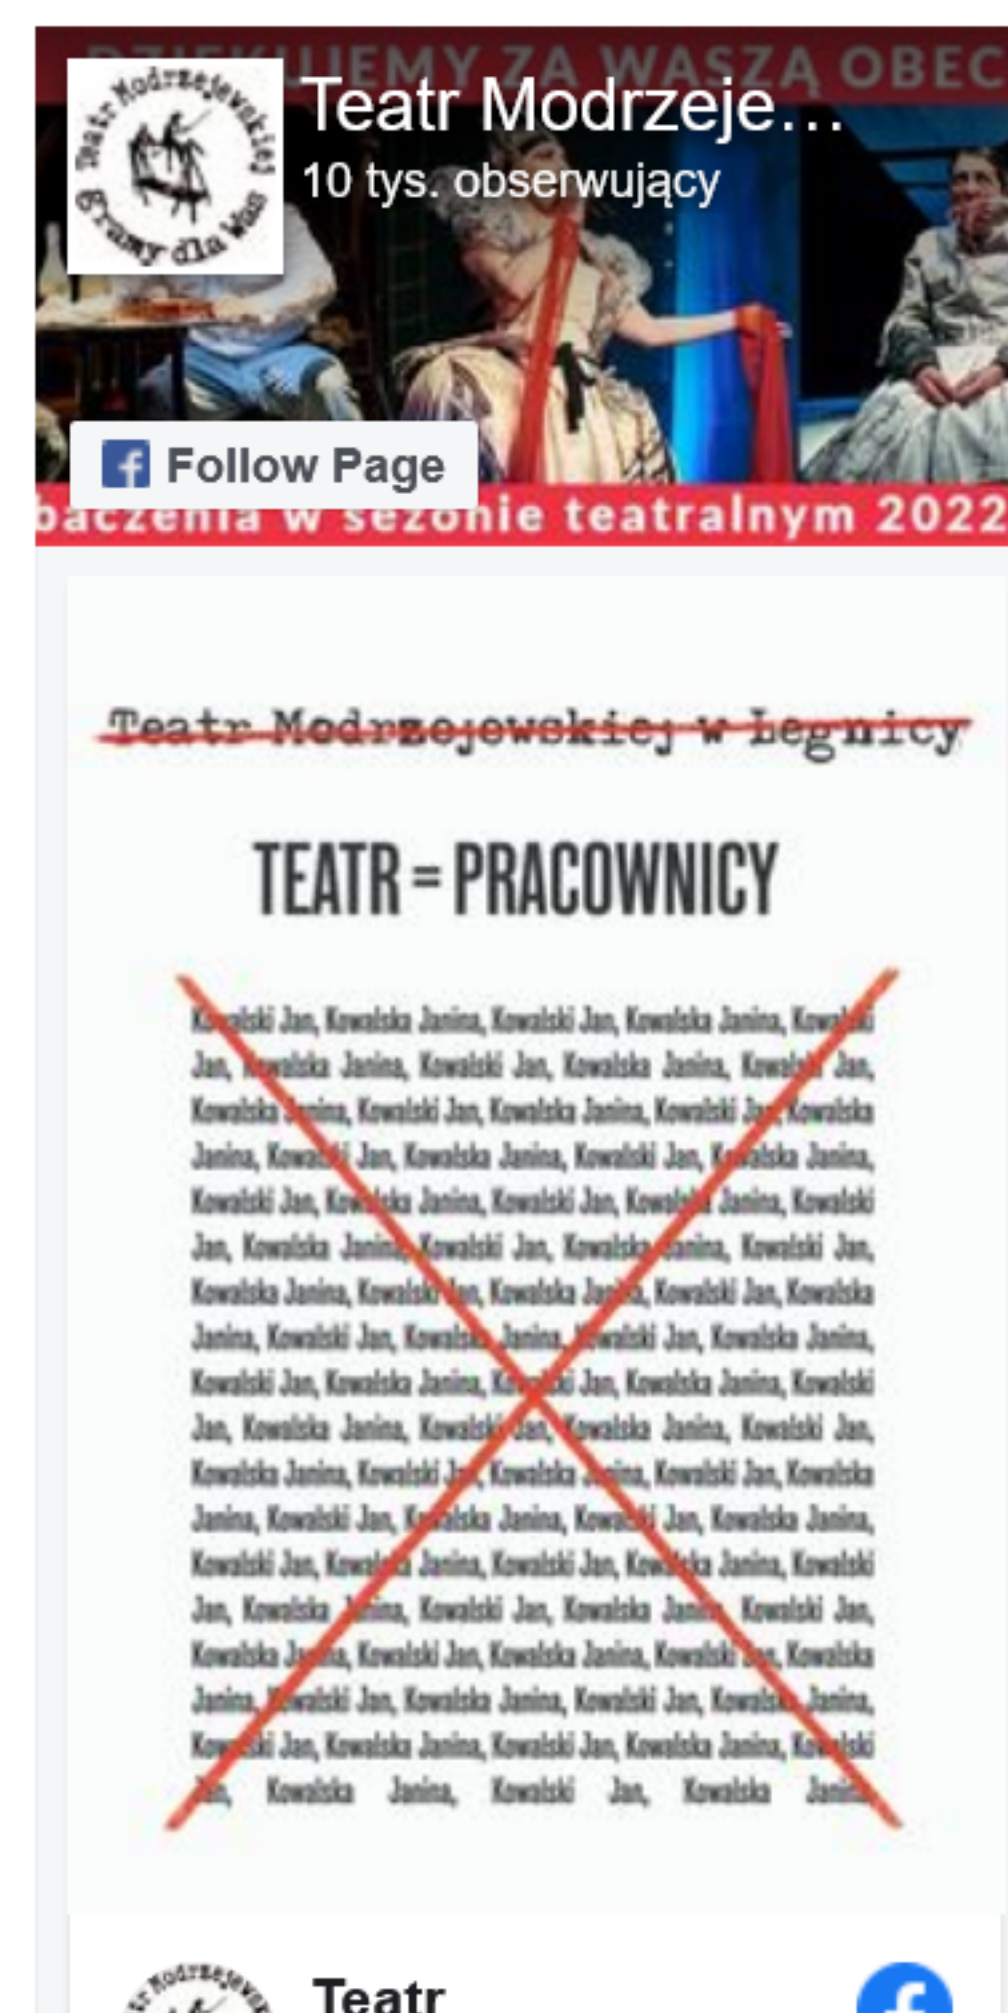 DZIĘKUJEMY ZA WASZĄ OBEC
Teatr Modrzejewskiej
gramy dla Was
Teatr Modrzeje...
10 tys. obserwujący
Follow Page
baczenia w sezonie teatralnym 2022
Teatr Modrzejewskiej w Legnicy
TEATR = PRACOWNICY
Kowalski Jan, Kowalska Janina, Kowalski Jan, Kowalska Janina, Kowalski
Jan, Kowalska Janina, Kowalski Jan, Kowalska Janina, Kowalski Jan,
Kowalska Janina, Kowalski Jan, Kowalska Janina, Kowalski Jan, Kowalska
Janina, Kowalski Jan, Kowalska Janina, Kowalski Jan, Kowalska Janina,
Kowalski Jan, Kowalska Janina, Kowalski Jan, Kowalska Janina, Kowalski
Jan, Kowalska Janina, Kowalski Jan, Kowalska Janina, Kowalski Jan,
Kowalska Janina, Kowalski Jan, Kowalska Janina, Kowalski Jan, Kowalska
Janina, Kowalski Jan, Kowalska Janina, Kowalski Jan, Kowalska Janina,
Kowalski Jan, Kowalska Janina, Kowalski Jan, Kowalska Janina, Kowalski
Jan, Kowalska Janina, Kowalski Jan, Kowalska Janina, Kowalski Jan,
Kowalska Janina, Kowalski Jan, Kowalska Janina, Kowalski Jan, Kowalska
Janina, Kowalski Jan, Kowalska Janina, Kowalski Jan, Kowalska Janina,
Kowalski Jan, Kowalska Janina, Kowalski Jan, Kowalska Janina, Kowalski
Jan, Kowalska Janina, Kowalski Jan, Kowalska Janina, Kowalski Jan,
Kowalska Janina, Kowalski Jan, Kowalska Janina, Kowalski Jan, Kowalska
Janina, Kowalski Jan, Kowalska Janina, Kowalski Jan, Kowalska Janina,
Kowalski Jan, Kowalska Janina, Kowalski Jan, Kowalska Janina, Kowalski
Jan, Kowalska Janina, Kowalski Jan, Kowalska Janina,
Teatr